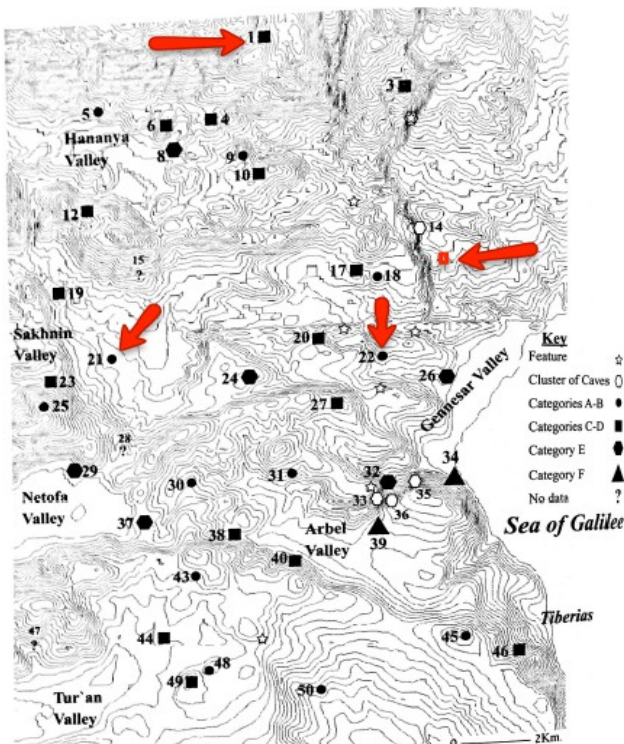 1
3
5
4
6
Hananya
Valley
8
9
10
12
14
15
?
17
18
19
Sakhnin
Valley
20
21
22
23
24
25
26
Gennesar Valley
27
28
?
29
Netofa
Valley
30
31
32
33
34
35
36
37
38
Arbel
Valley
39
40
43
44
45
46
47
?
48
49
50
Tur`an
Valley
Sea of Galilee
Tiberias
Key
Feature
Cluster of Caves
Categories A-B
Categories C-D
Category E
Category F
No data ?
0 2Km.